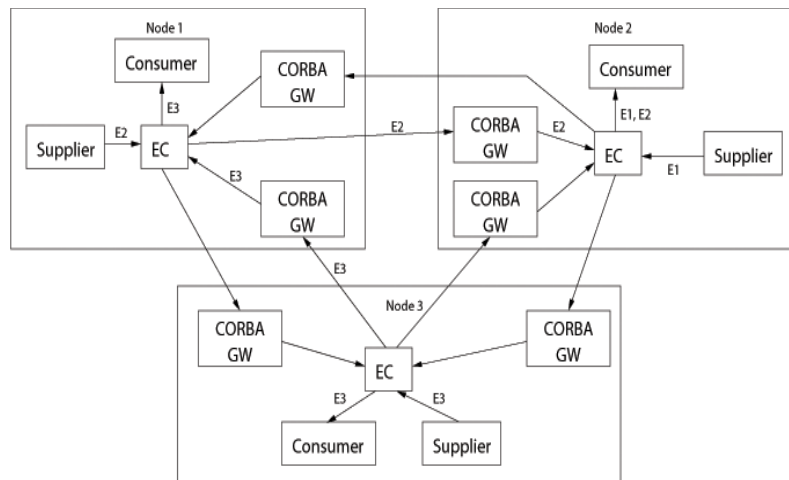 Node 1
Consumer
CORBA
GW
E3
Supplier
E2
EC
E2
E3
CORBA
GW
Node 2
Consumer
E1, E2
CORBA
GW
E2
EC
E1
Supplier
CORBA
GW
E3
Node 3
CORBA
GW
CORBA
GW
EC
E3
E3
Consumer
Supplier